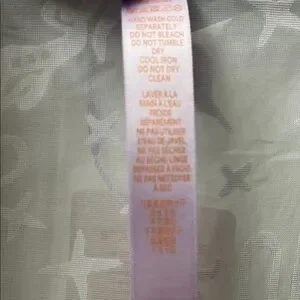 HAND WASH COLD
SEPARATELY
DO NOT BLEACH
DO NOT TUMBLE
DRY
COOL IRON
DO NOT DRY
CLEAN
LAVER A LA
MAIN A L'EAU
FROIDE
SEPAREMENT
NE PAS UTILISER
L'EAU DE JAVEL
NE PAS SECHER
AU SECHE-LINGE
REPASSER A FROID
NE PAS NETTOYER
A SEC